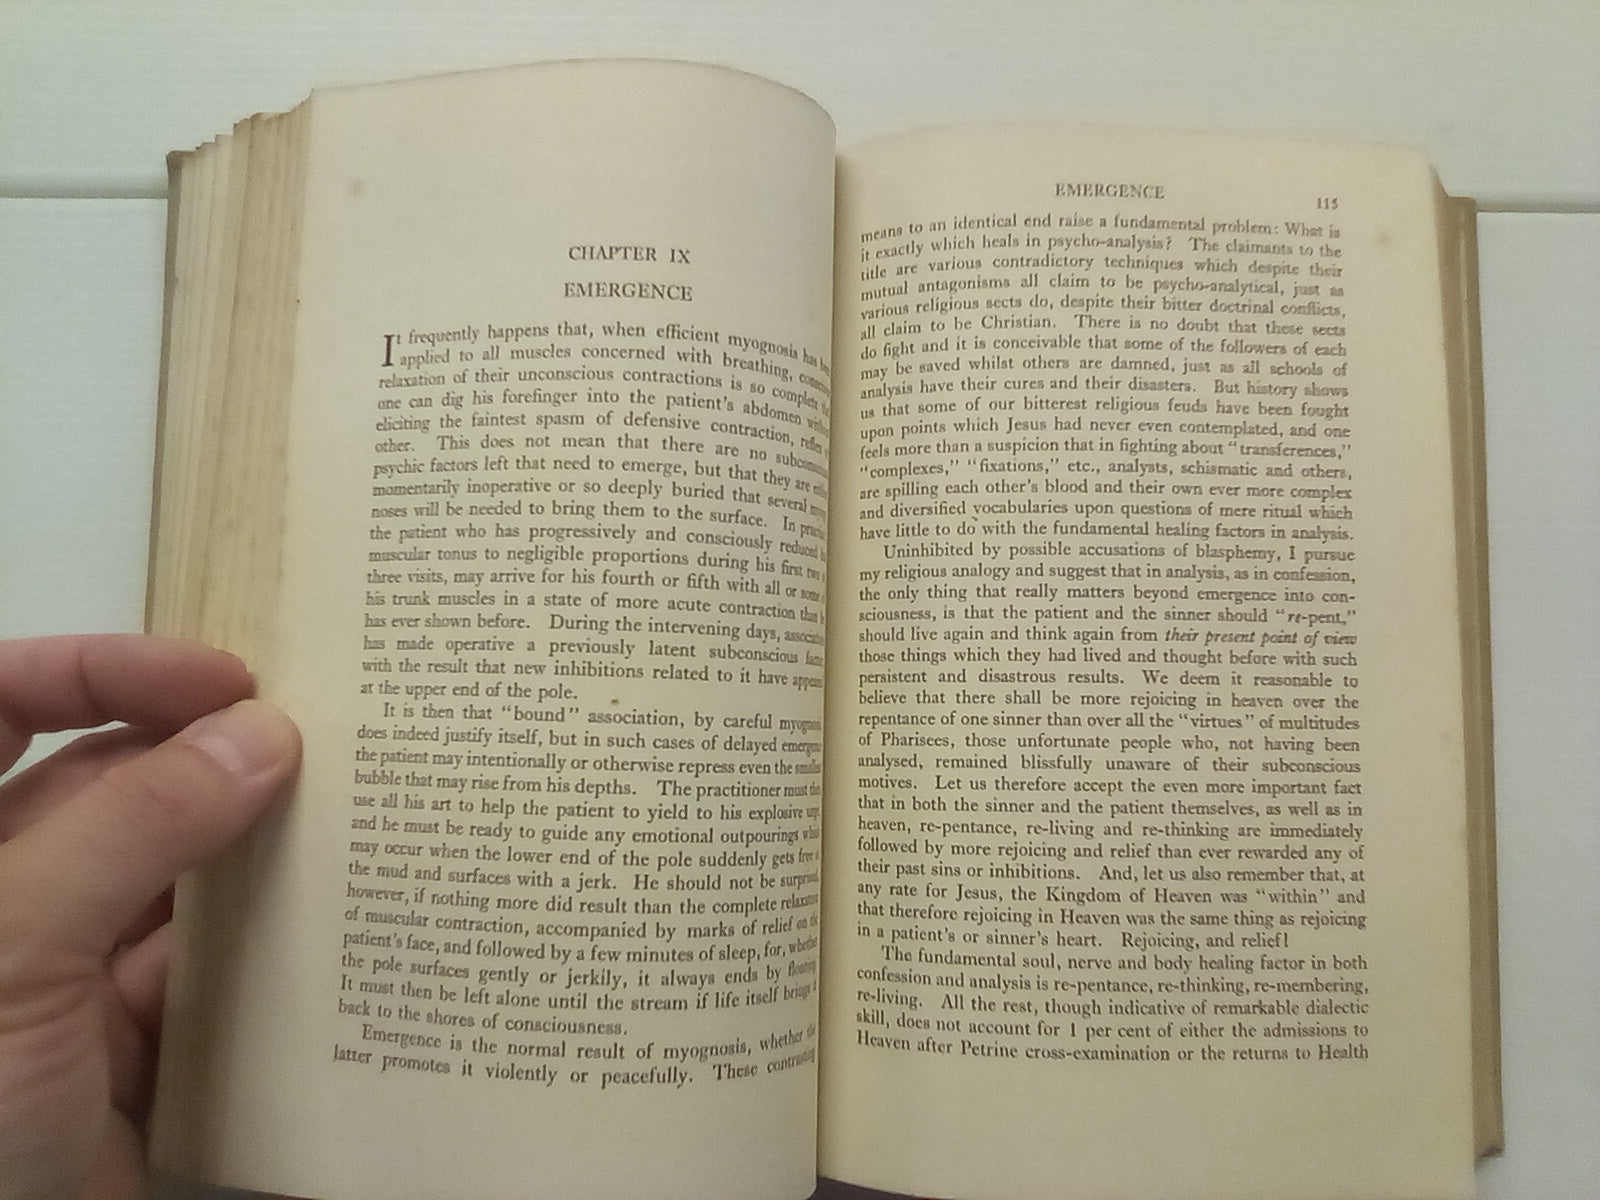 CHAPTER IX
EMERGENCE
It frequently happens that, when efficient myognosis has
applied to all muscles concerned with breathing,
relaxation of their unconscious contractions is so complete
one can dig his forefinger into the patient's abdomen
eliciting the faintest spasm of defensive contraction,
other. This does not mean that there are no
psychic factors left that need to emerge, but that they are
momentarily inoperative or so deeply buried that several
noses will be needed to bring them to the surface. In
the patient who has progressively and consciously reduced
muscular tonus to negligible proportions during his first two
three visits, may arrive for his fourth or fifth with all or some
his trunk muscles in a state of more acute contraction than
has ever shown before. During the intervening days,
has made operative a previously latent subconscious
with the result that new inhibitions related to it have
at the upper end of the pole.
It is then that "bound" association, by careful
does indeed justify itself, but in such cases of delayed
the patient may intentionally or otherwise repress even the
bubble that may rise from his depths. The practitioner must
use all his art to help the patient to yield to his explosive
and he must be ready to guide any emotional outpourings
may occur when the lower end of the pole suddenly gets free
the mud and surfaces with a jerk. He should not be
however, if nothing more did result than the complete
of muscular contraction, accompanied by marks of relief on
patient's face, and followed by a few minutes of sleep, for,
the pole surfaces gently or jerkily, it always ends by
It must then be left alone until the stream if life itself brings
back to the shores of consciousness.
Emergence is the normal result of myognosis, whether
latter promotes it violently or peacefully. These
EMERGENCE
115
means to an identical end raise a fundamental problem: What is
it exactly which heals in psycho-analysis? The claimants to the
title are various contradictory techniques which despite their
mutual antagonisms all claim to be psycho-analytical, just as
various religious sects do, despite their bitter doctrinal conflicts,
all claim to be Christian. There is no doubt that these sects
do fight and it is conceivable that some of the followers of each
may be saved whilst others are damned, just as all schools of
analysis have their cures and their disasters. But history shows
us that some of our bitterest religious feuds have been fought
upon points which Jesus had never even contemplated, and one
feels more than a suspicion that in fighting about "transferences,"
"complexes," "fixations," etc., analysts, schismatic and others,
are spilling each other's blood and their own ever more complex
and diversified vocabularies upon questions of mere ritual which
have little to do with the fundamental healing factors in analysis.
Uninhibited by possible accusations of blasphemy, I pursue
my religious analogy and suggest that in analysis, as in confession,
the only thing that really matters beyond emergence into con-
sciousness, is that the patient and the sinner should "re-pent,"
should live again and think again from their present point of view
those things which they had lived and thought before with such
persistent and disastrous results. We deem it reasonable to
believe that there shall be more rejoicing in heaven over the
repentance of one sinner than over all the "virtues" of multitudes
of Pharisees, those unfortunate people who, not having been
analysed, remained blissfully unaware of their subconscious
motives. Let us therefore accept the even more important fact
that in both the sinner and the patient themselves, as well as in
heaven, re-pentance, re-living and re-thinking are immediately
followed by more rejoicing and relief than ever rewarded any of
their past sins or inhibitions. And, let us also remember that, at
any rate for Jesus, the Kingdom of Heaven was "within" and
that therefore rejoicing in Heaven was the same thing as rejoicing
in a patient's or sinner's heart. Rejoicing, and relief!
The fundamental soul, nerve and body healing factor in both
confession and analysis is re-pentance, re-thinking, re-membering,
re-living. All the rest, though indicative of remarkable dialectic
skill, does not account for 1 per cent of either the admissions to
Heaven after Petrine cross-examination or the returns to Health